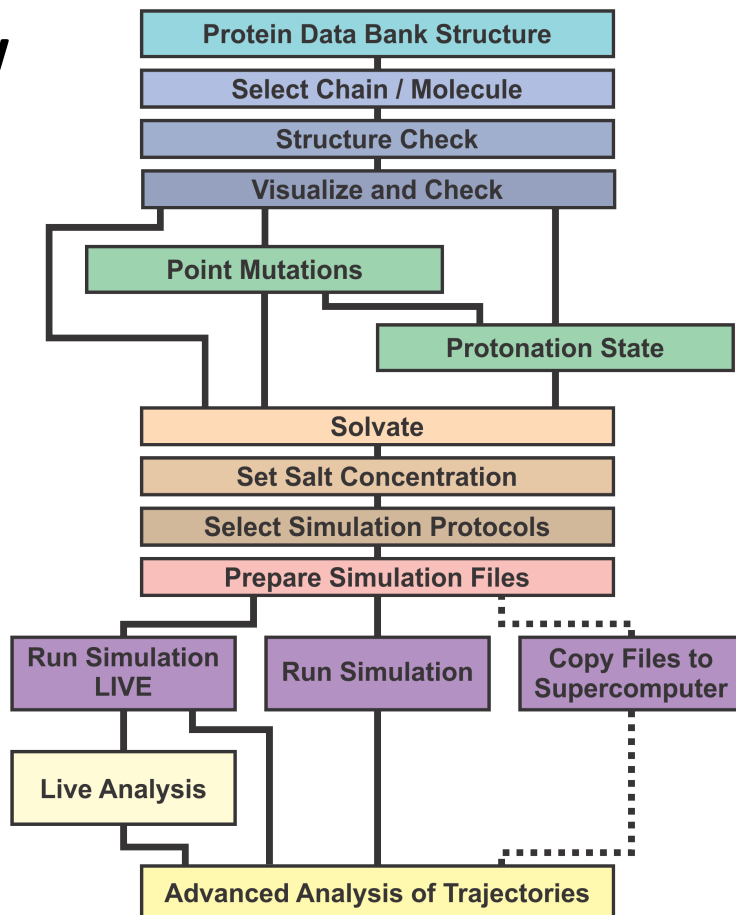 Protein Data Bank Structure
Select Chain / Molecule
Structure Check
Visualize and Check
Point Mutations
Protonation State
Solvate
Set Salt Concentration
Select Simulation Protocols
Prepare Simulation Files
Run Simulation
LIVE
Run Simulation
Copy Files to
Supercomputer
Live Analysis
Advanced Analysis of Trajectories